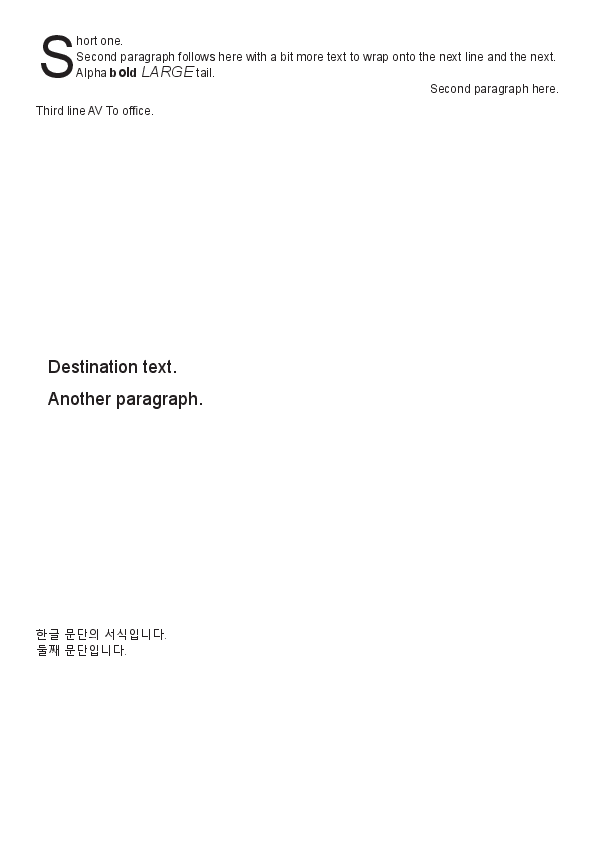 Short one.
Second paragraph follows here with a bit more text to wrap onto the next line and the next.
Alpha bold LARGE tail.
Second paragraph here.
Third line AV To office.
Destination text.
Another paragraph.
한글 문단의 서식입니다.
둘째 문단입니다.